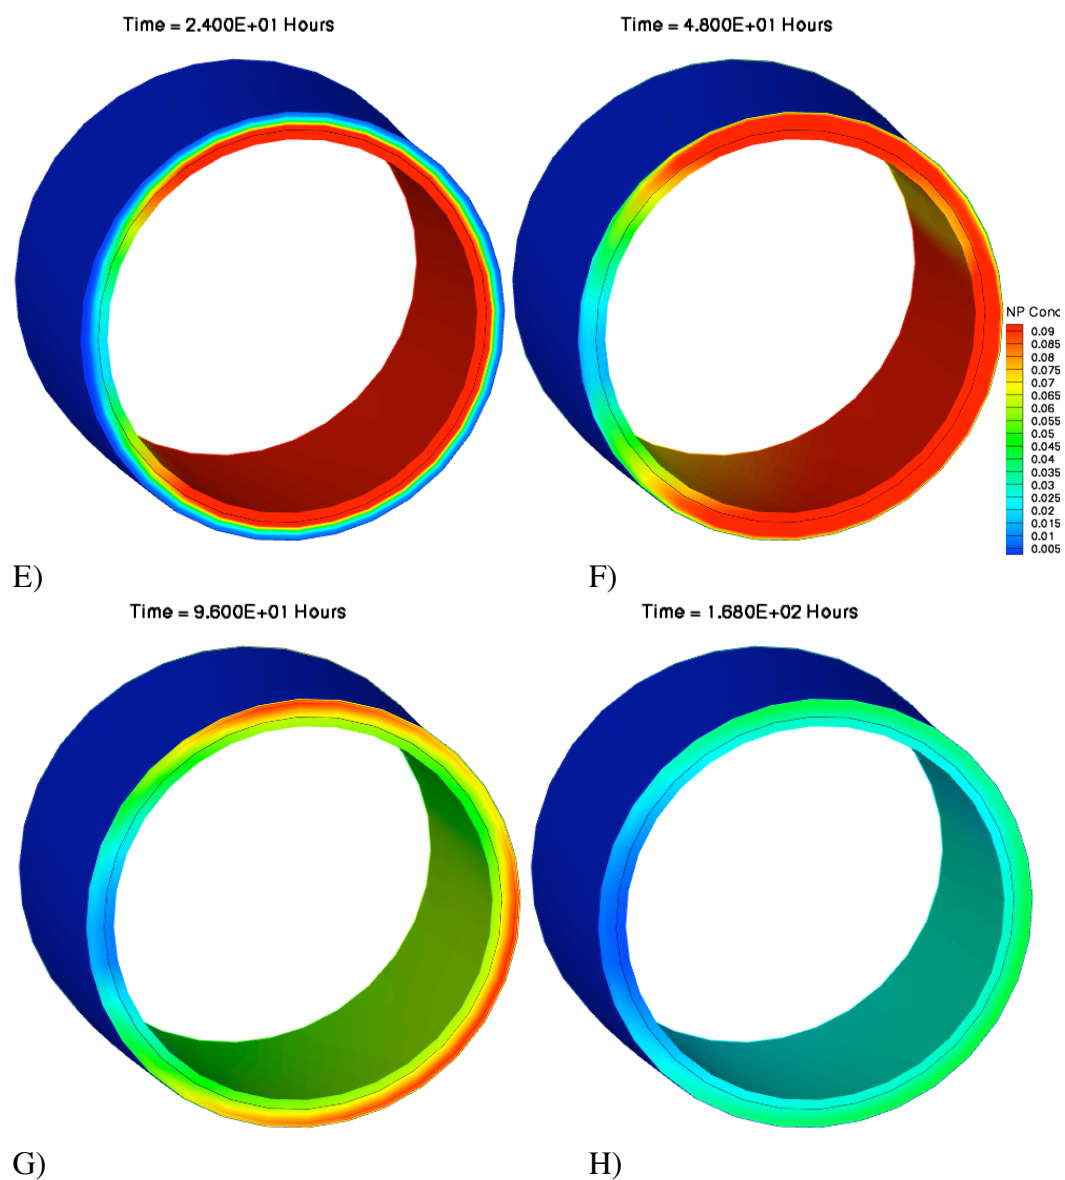 Time = 2.400E+01 Hours
Time = 4.800E+01 Hours
NP Conc
0.09
0.085
0.08
0.075
0.07
0.065
0.06
0.055
0.05
0.045
0.04
0.035
0.03
0.025
0.02
0.015
0.01
0.005
E)
F)
Time = 9.600E+01 Hours
Time = 1.680E+02 Hours
G)
H)